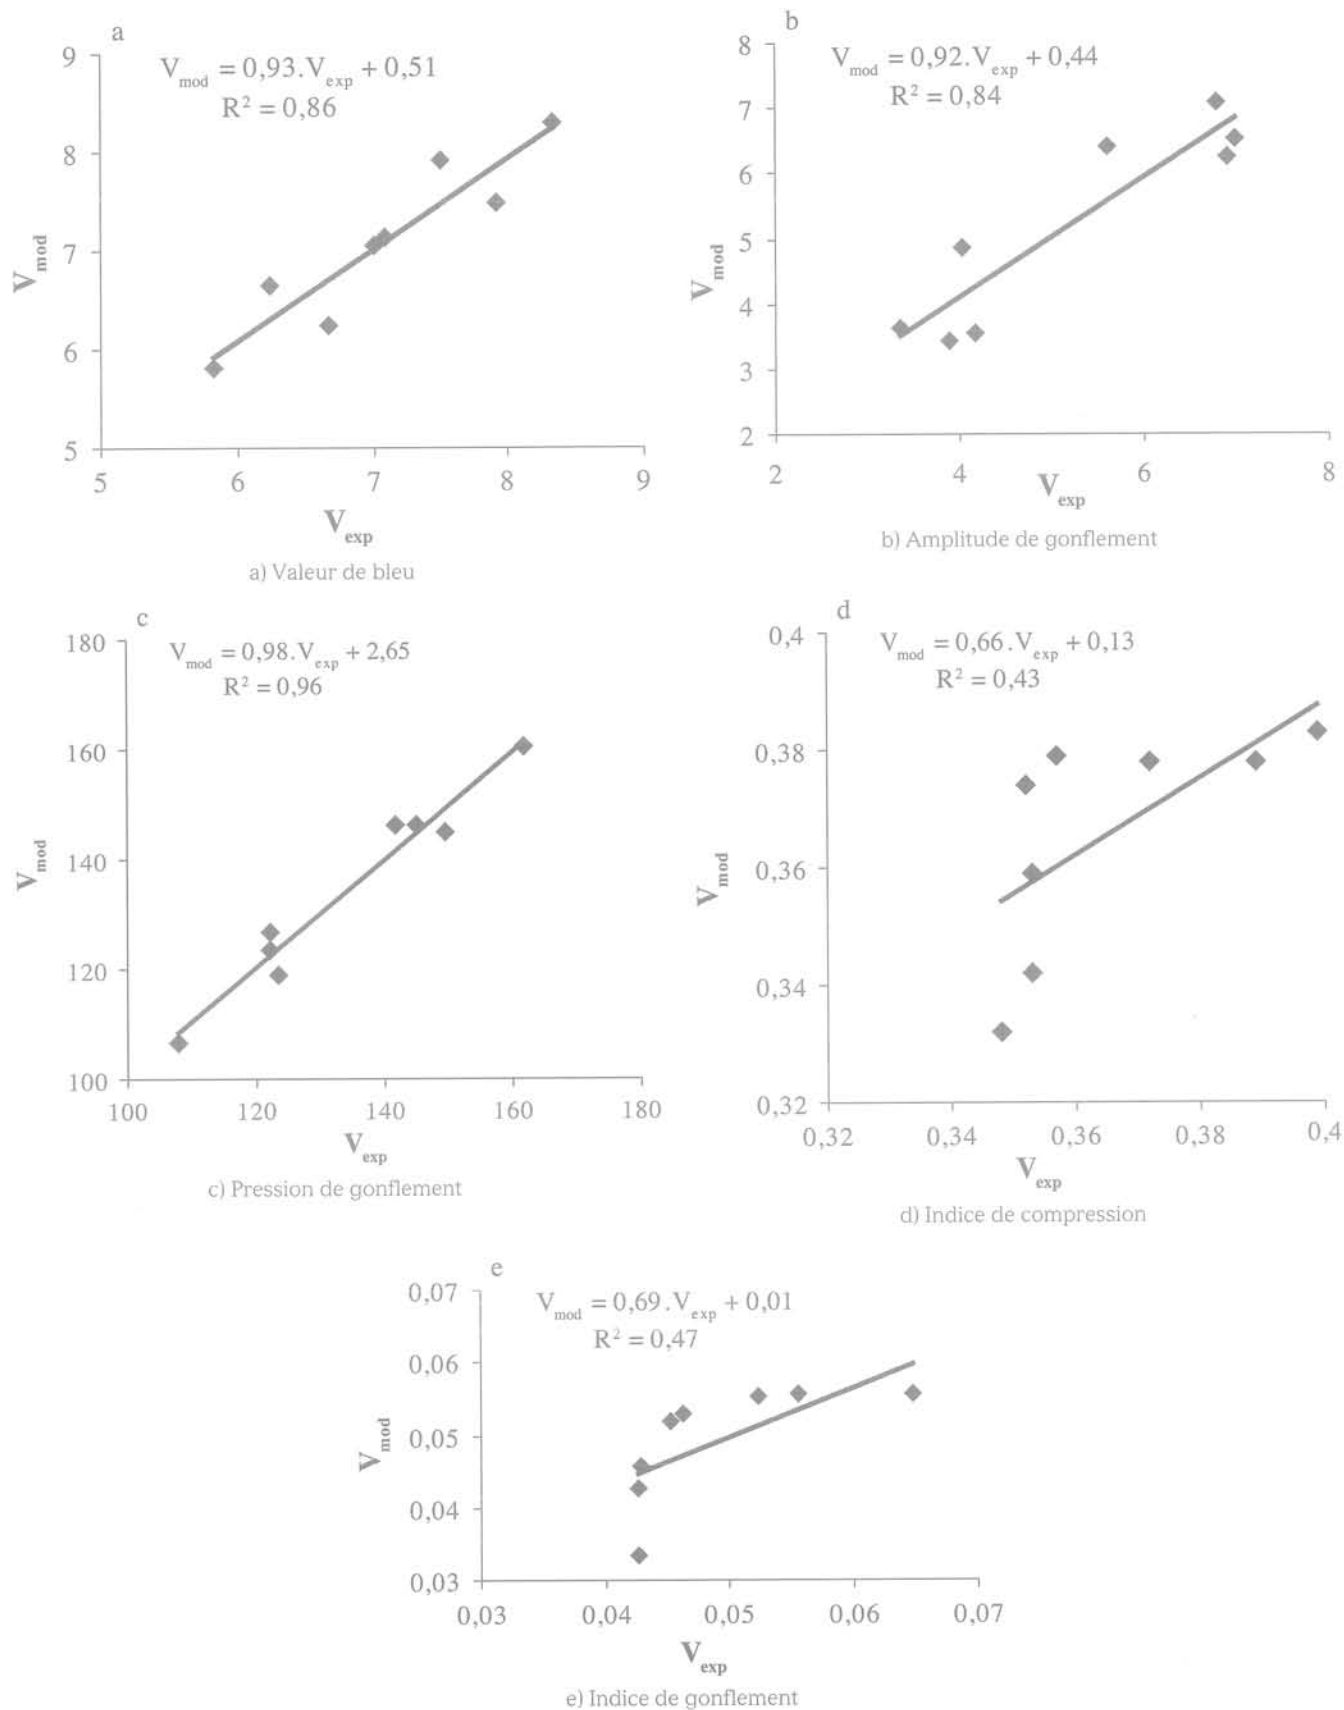 a
V_mod = 0,93.V_exp + 0,51
R² = 0,86
9
8
7
6
5
V_mod
5 6 7 8 9
V_exp
a) Valeur de bleu
b
V_mod = 0,92.V_exp + 0,44
R² = 0,84
8
7
6
5
4
3
2
V_mod
2 4 6 8
V_exp
b) Amplitude de gonflement
c
V_mod = 0,98.V_exp + 2,65
R² = 0,96
180
160
140
120
100
V_mod
100 120 140 160 180
V_exp
c) Pression de gonflement
d
V_mod = 0,66.V_exp + 0,13
R² = 0,43
0,4
0,38
0,36
0,34
0,32
V_mod
0,32 0,34 0,36 0,38 0,4
V_exp
d) Indice de compression
e
V_mod = 0,69.V_exp + 0,01
R² = 0,47
0,07
0,06
0,05
0,04
0,03
V_mod
0,03 0,04 0,05 0,06 0,07
V_exp
e) Indice de gonflement